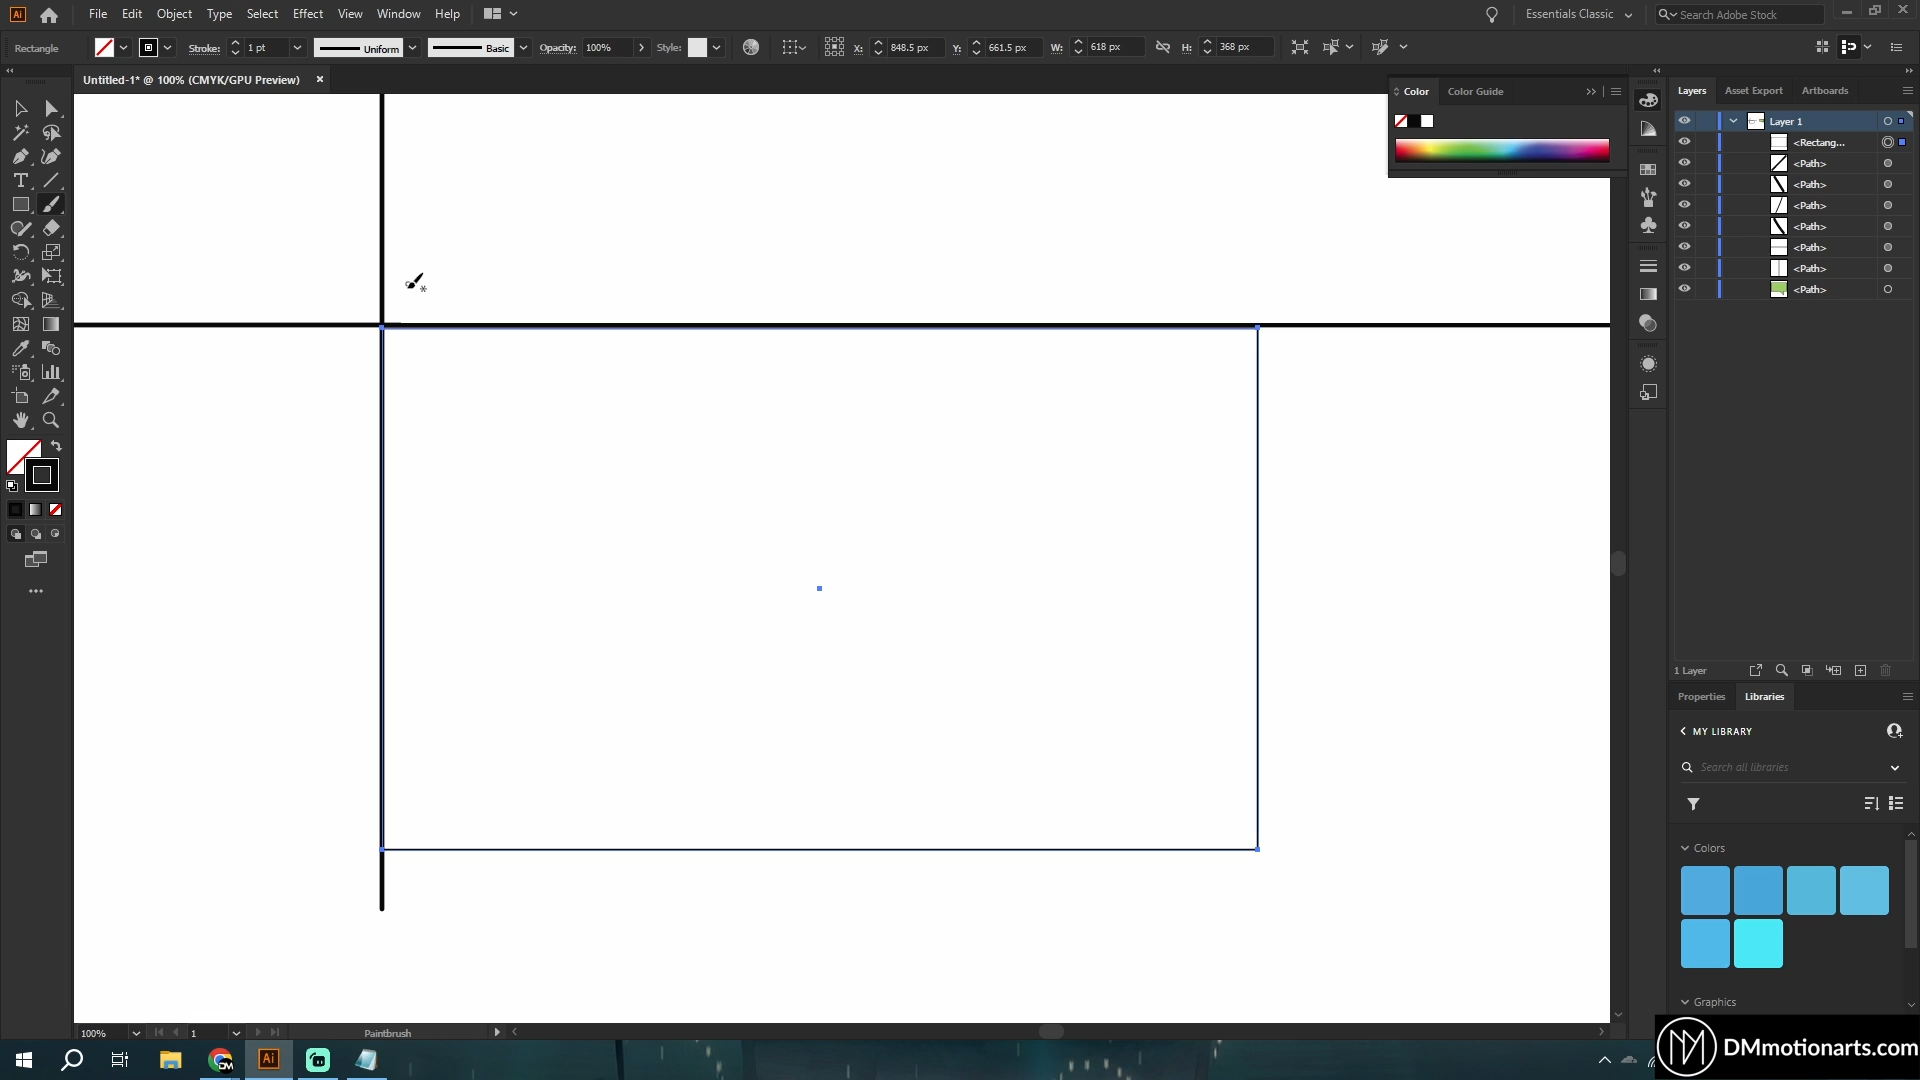 Ai File Edit Object Type Select Effect View Window Help Essentials Classic Search Adobe Stock
Rectangle Stroke: 1 pt Uniform Basic Opacity: 100% Style: X: 848.5 px Y: 661.5 px W: 618 px H: 368 px
Untitled-1* @ 100% (CMYK/GPU Preview)
Color Color Guide
Layers Asset Export Artboards
Layer 1
<Rectang...
<Path>
<Path>
<Path>
<Path>
<Path>
<Path>
<Path>
1 Layer
Properties Libraries
MY LIBRARY
Search all libraries
Colors
Graphics
100% 1 Paintbrush
DM Ai
DMmotionarts.com